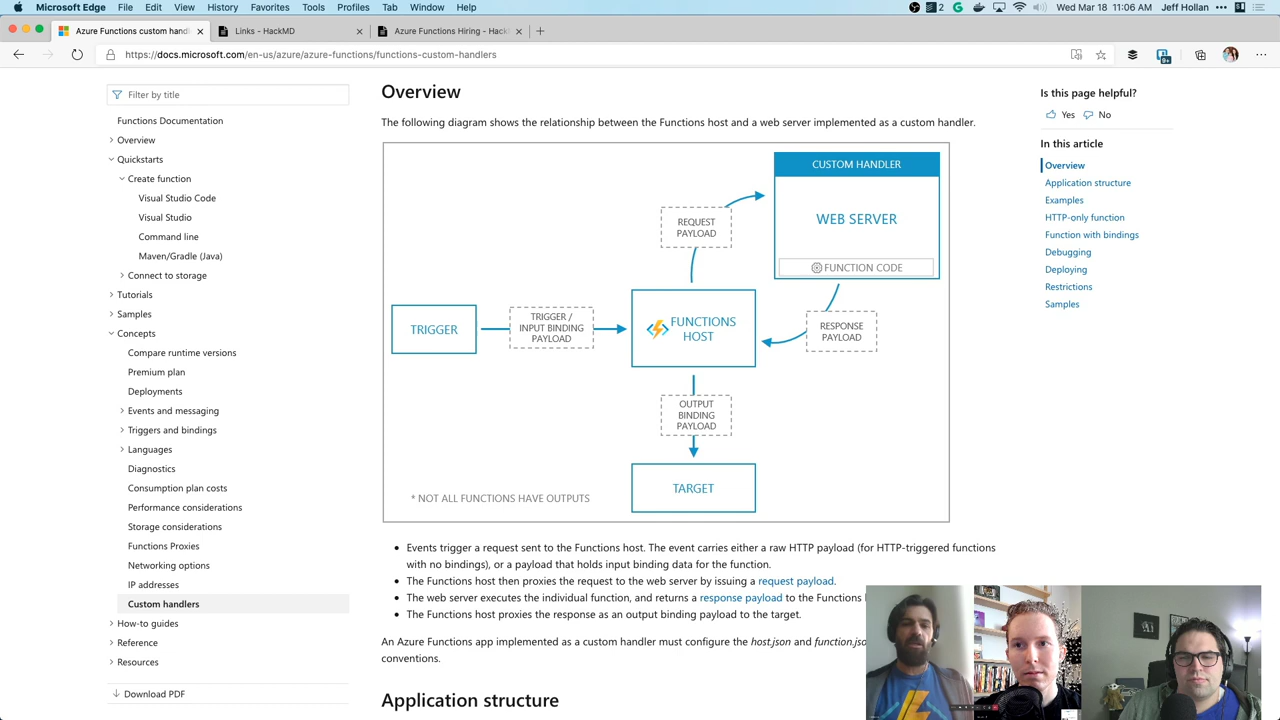 Microsoft Edge File Edit View History Favorites Tools Profiles Tab Window Help 2 Wed Mar 18 11:06 AM Jeff Hollan
Azure Functions custom handl Links - HackMD Azure Functions Hiring - Hack
https://docs.microsoft.com/en-us/azure/azure-functions/functions-custom-handlers 9+
Filter by title
Functions Documentation
Overview
Quickstarts
Create function
Visual Studio Code
Visual Studio
Command line
Maven/Gradle (Java)
Connect to storage
Tutorials
Samples
Concepts
Compare runtime versions
Premium plan
Deployments
Events and messaging
Triggers and bindings
Languages
Diagnostics
Consumption plan costs
Performance considerations
Storage considerations
Functions Proxies
Networking options
IP addresses
Custom handlers
How-to guides
Reference
Resources
Download PDF
Overview
The following diagram shows the relationship between the Functions host and a web server implemented as a custom handler.
CUSTOM HANDLER
WEB SERVER
FUNCTION CODE
REQUEST
PAYLOAD
TRIGGER
TRIGGER /
INPUT BINDING
PAYLOAD
FUNCTIONS
HOST
RESPONSE
PAYLOAD
OUTPUT
BINDING
PAYLOAD
TARGET
* NOT ALL FUNCTIONS HAVE OUTPUTS
• Events trigger a request sent to the Functions host. The event carries either a raw HTTP payload (for HTTP-triggered functions
with no bindings), or a payload that holds input binding data for the function.
• The Functions host then proxies the request to the web server by issuing a request payload.
• The web server executes the individual function, and returns a response payload to the Functions
• The Functions host proxies the response as an output binding payload to the target.
An Azure Functions app implemented as a custom handler must configure the host.json and function.jso
conventions.
Application structure
Is this page helpful?
Yes No
In this article
Overview
Application structure
Examples
HTTP-only function
Function with bindings
Debugging
Deploying
Restrictions
Samples